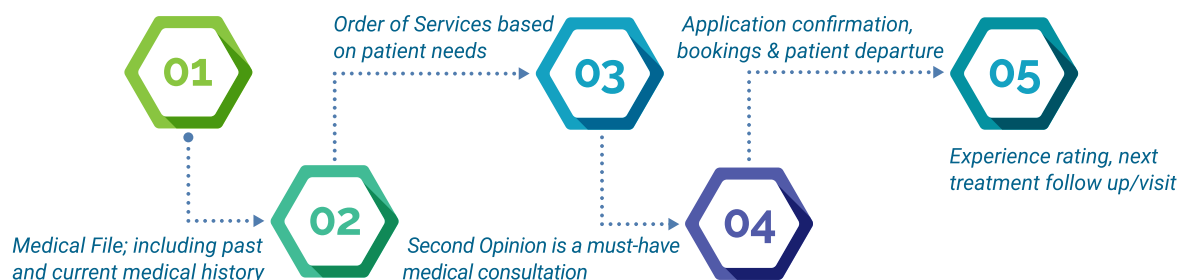 01
Medical File; including past
and current medical history
02
Order of Services based
on patient needs
03
Second Opinion is a must-have
medical consultation
04
Application confirmation,
bookings & patient departure
05
Experience rating, next
treatment follow up/visit